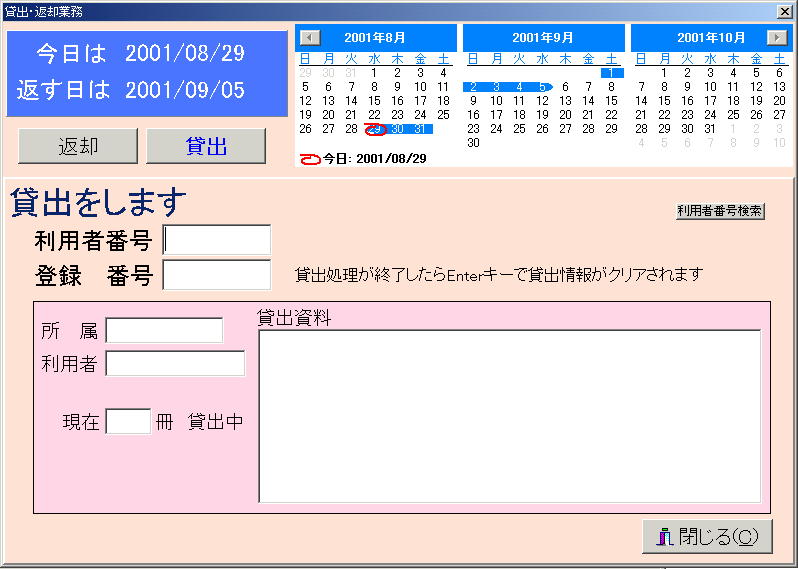 貸出・返却業務
今日は 2001/08/29
返す日は 2001/09/05
返却 貸出
2001年8月
日 月 火 水 木 金 土
29 30 31 1 2 3 4
5 6 7 8 9 10 11
12 13 14 15 16 17 18
19 20 21 22 23 24 25
26 27 28 29 30 31
2001年9月
日 月 火 水 木 金 土
1
2 3 4 5 6 7 8
9 10 11 12 13 14 15
16 17 18 19 20 21 22
23 24 25 26 27 28 29
30
2001年10月
日 月 火 水 木 金 土
1 2 3 4 5 6
7 8 9 10 11 12 13
14 15 16 17 18 19 20
21 22 23 24 25 26 27
28 29 30 31 1 2 3
4 5 6 7 8 9 10
今日: 2001/08/29
貸出をします
利用者番号検索
利用者番号
登録 番号
貸出処理が終了したらEnterキーで貸出情報がクリアされます
所 属
利用者
現在 冊 貸出中
貸出資料
閉じる(C)